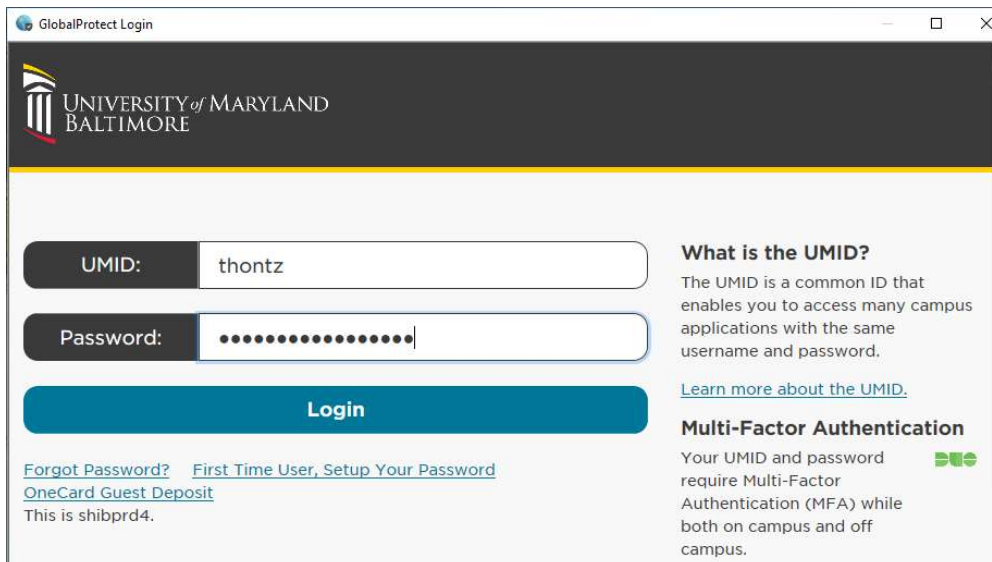 GlobalProtect Login
UNIVERSITY of MARYLAND
BALTIMORE
UMID:
thontz
Password:
•••••••••••••••••
Login
Forgot Password? First Time User, Setup Your Password
OneCard Guest Deposit
This is shibprd4.
What is the UMID?
The UMID is a common ID that
enables you to access many campus
applications with the same
username and password.
Learn more about the UMID.
Multi-Factor Authentication
Your UMID and password
require Multi-Factor
Authentication (MFA) while
both on campus and off
campus.
DUO